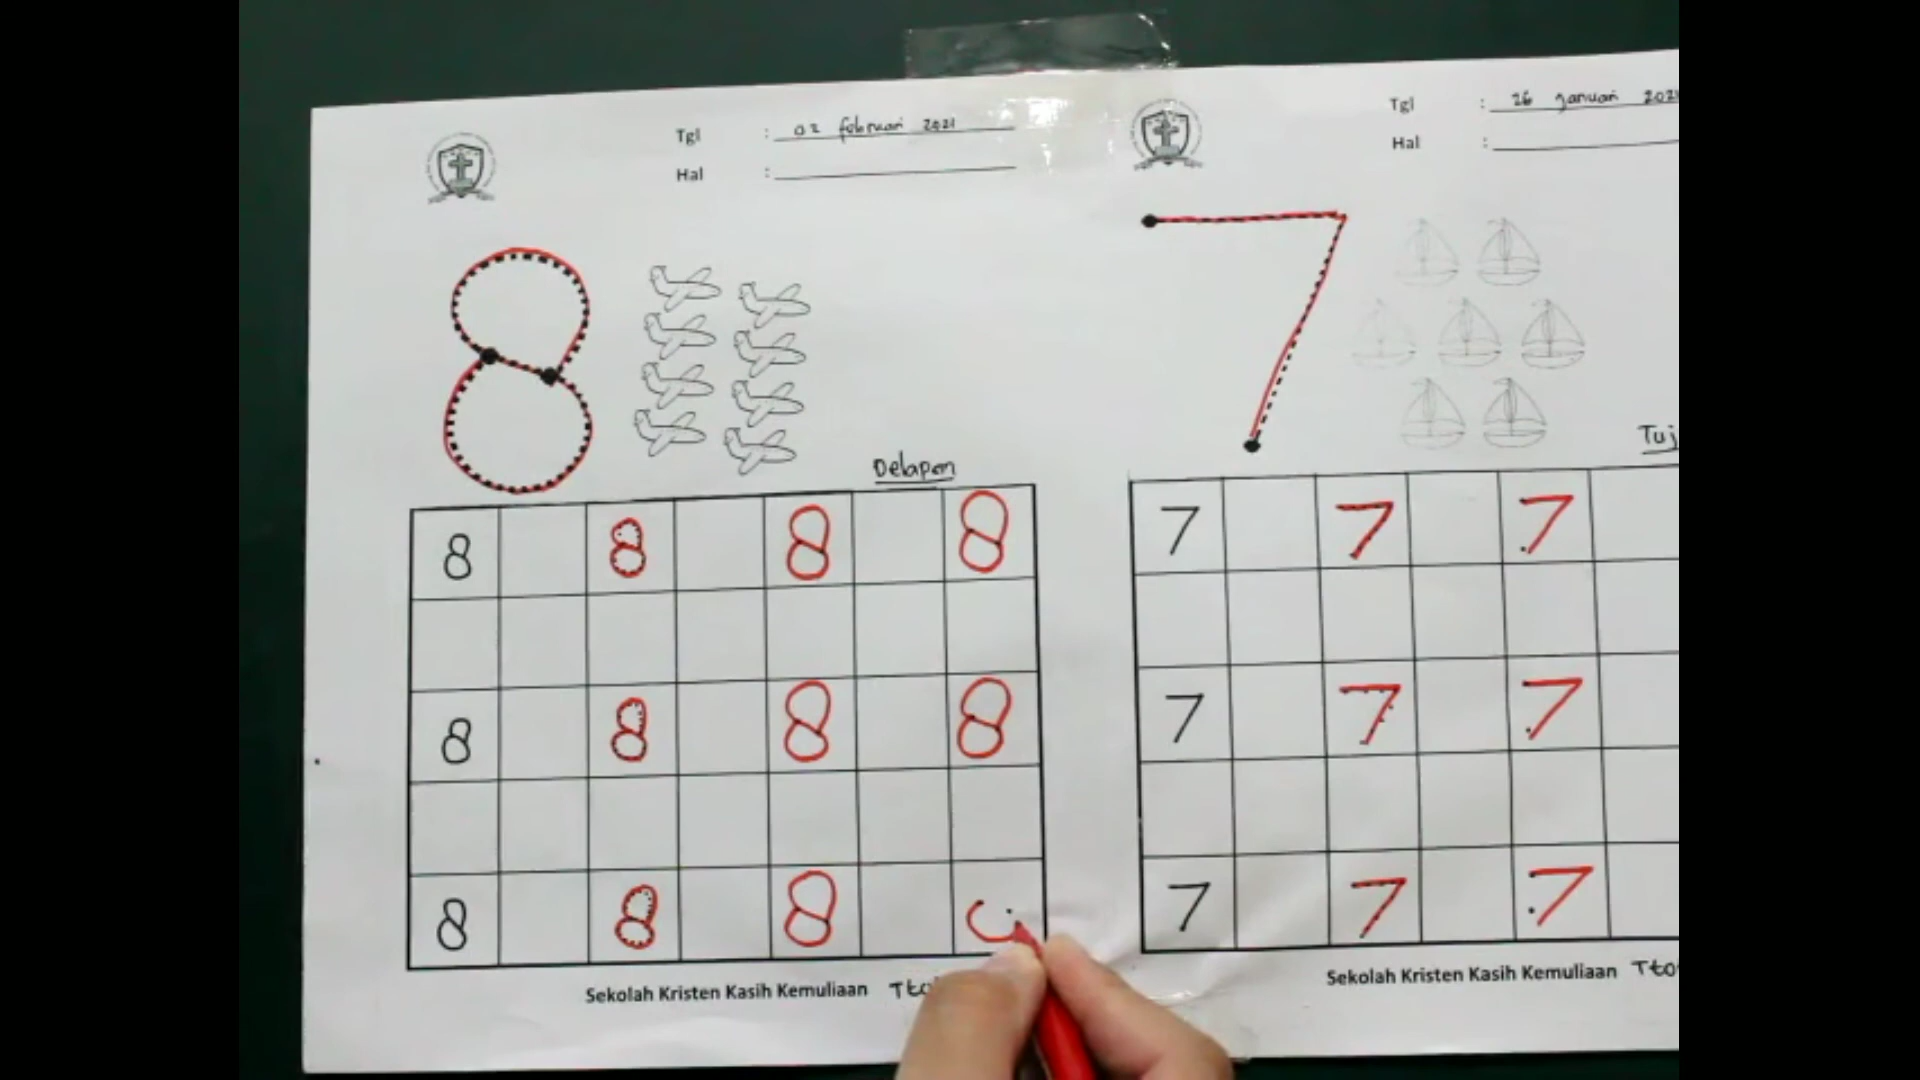 Tgl : 02 februari 2021
Hal :
8
Delapan
8 8 8 8
8 8 8 8
8 8 8
Sekolah Kristen Kasih Kemuliaan
Tgl : 26 januari 202
Hal :
7
Tuj
7 7 7
7 7 7
7 7 7
Sekolah Kristen Kasih Kemuliaan